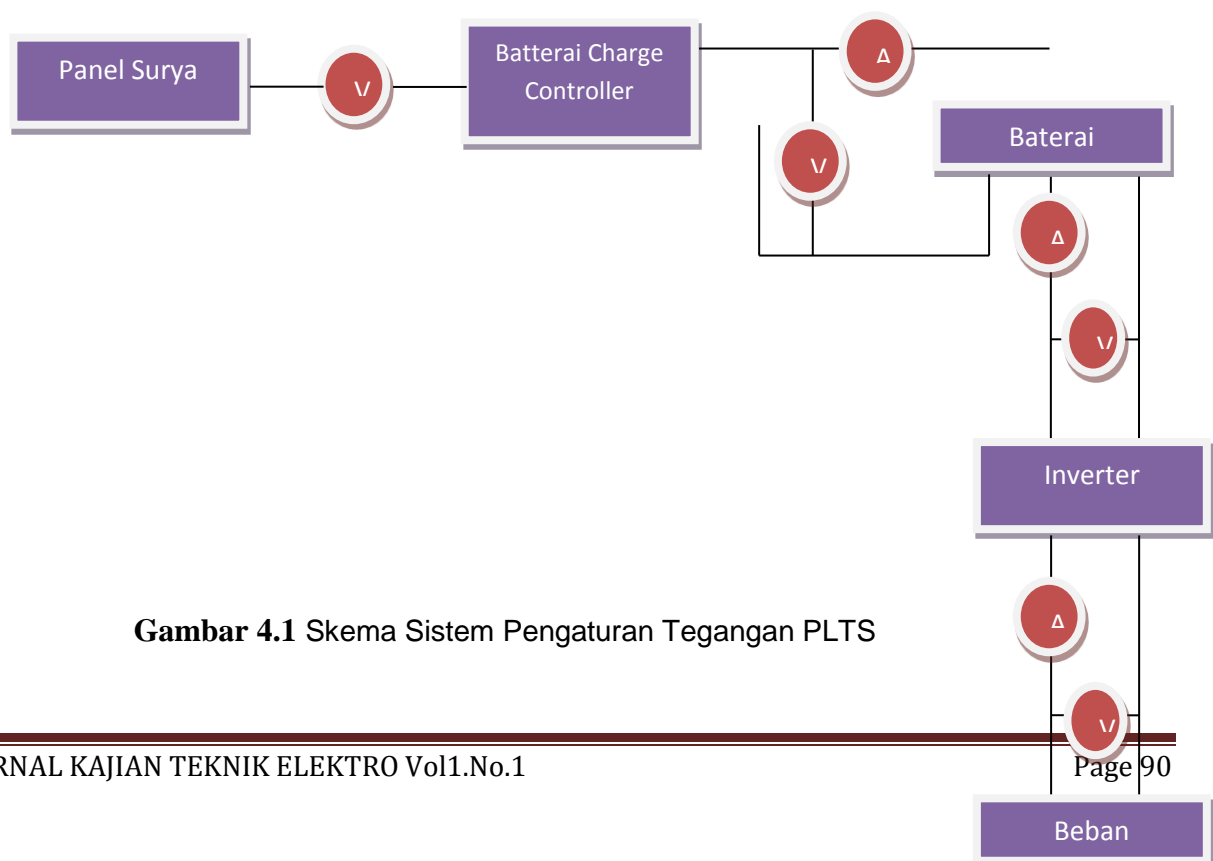 Panel Surya
V
Batterai Charge
Controller
A
V
Baterai
A
V
Inverter
A
V
Gambar 4.1 Skema Sistem Pengaturan Tegangan PLTS
RNAL KAJIAN TEKNIK ELEKTRO Vol1.No.1
Page 90
Beban